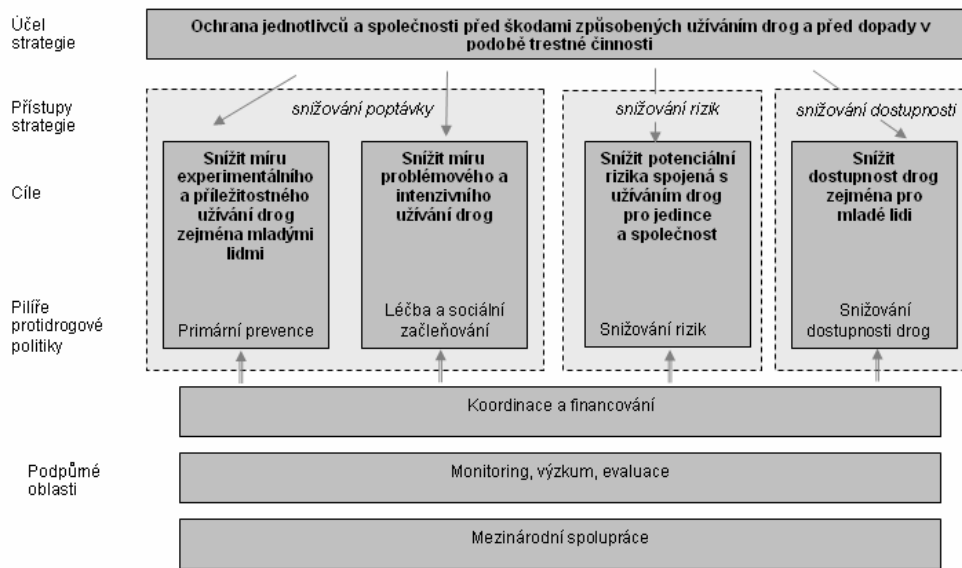 Účel
strategie
Ochrana jednotlivců a společnosti před škodami způsobených užíváním drog a před dopady v
podobě trestné činnosti
Přístupy
strategie
snižování poptávky
snižování rizik
snižování dostupnosti
Cíle
Snížit míru
experimentálního
a příležitostného
užívání drog
zejména mladými
lidmi
Snížit míru
problémového a
intenzivního
užívání drog
Snížit potenciální
rizika spojená s
užíváním drog
pro jedince
a společnost
Snížit
dostupnost drog
zejména pro
mladé lidi
Pilíře
protidrogové
politiky
Primární prevence
Léčba a sociální
začleňování
Snižování rizik
Snižování
dostupnosti drog
Podpůrné
oblasti
Koordinace a financování
Monitoring, výzkum, evaluace
Mezinárodní spolupráce